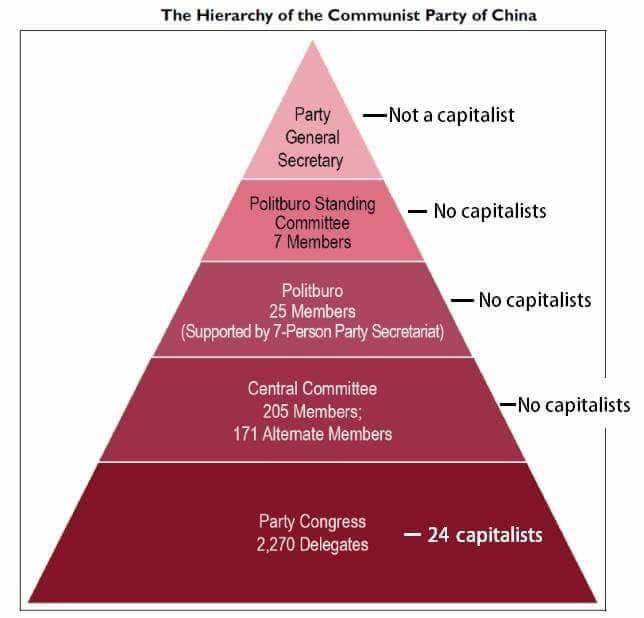 The Hierarchy of the Communist Party of China
Party
General
Secretary
Not a capitalist
Politburo Standing
Committee
7 Members
No capitalists
Politburo
25 Members
(Supported by 7-Person Party Secretariat)
No capitalists
Central Committee
205 Members;
171 Alternate Members
No capitalists
Party Congress
2,270 Delegates
24 capitalists